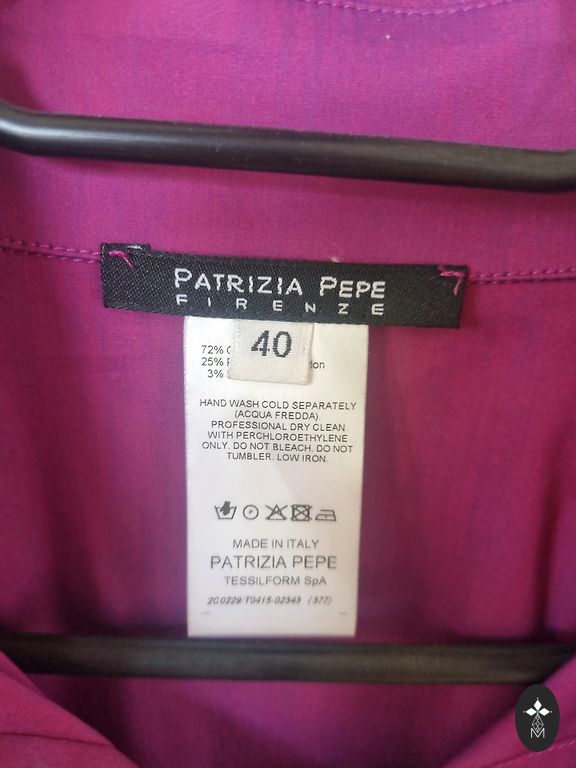 PATRIZIA PEPE
FIRENZE
40
72%
25%
3%
HAND WASH COLD SEPARATELY
(ACQUA FREDDA).
PROFESSIONAL DRY CLEAN
WITH PERCHLOROETHYLENE
ONLY. DO NOT BLEACH. DO NOT
TUMBLER. LOW IRON.
P
MADE IN ITALY
PATRIZIA PEPE
TESSILFORM SpA
2C0229/T0415-02343 (377)
M